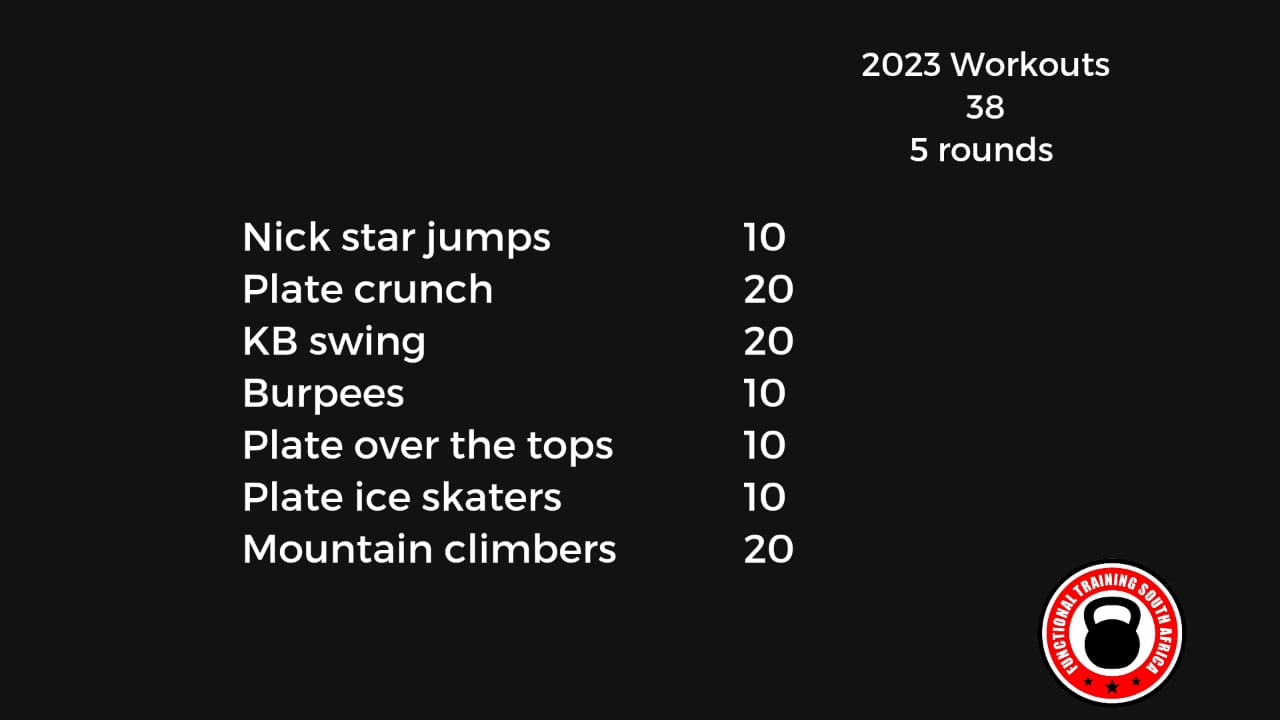 2023 Workouts
38
5 rounds
Nick star jumps 10
Plate crunch 20
KB swing 20
Burpees 10
Plate over the tops 10
Plate ice skaters 10
Mountain climbers 20
FUNCTIONAL TRAINING SOUTH AFRICA